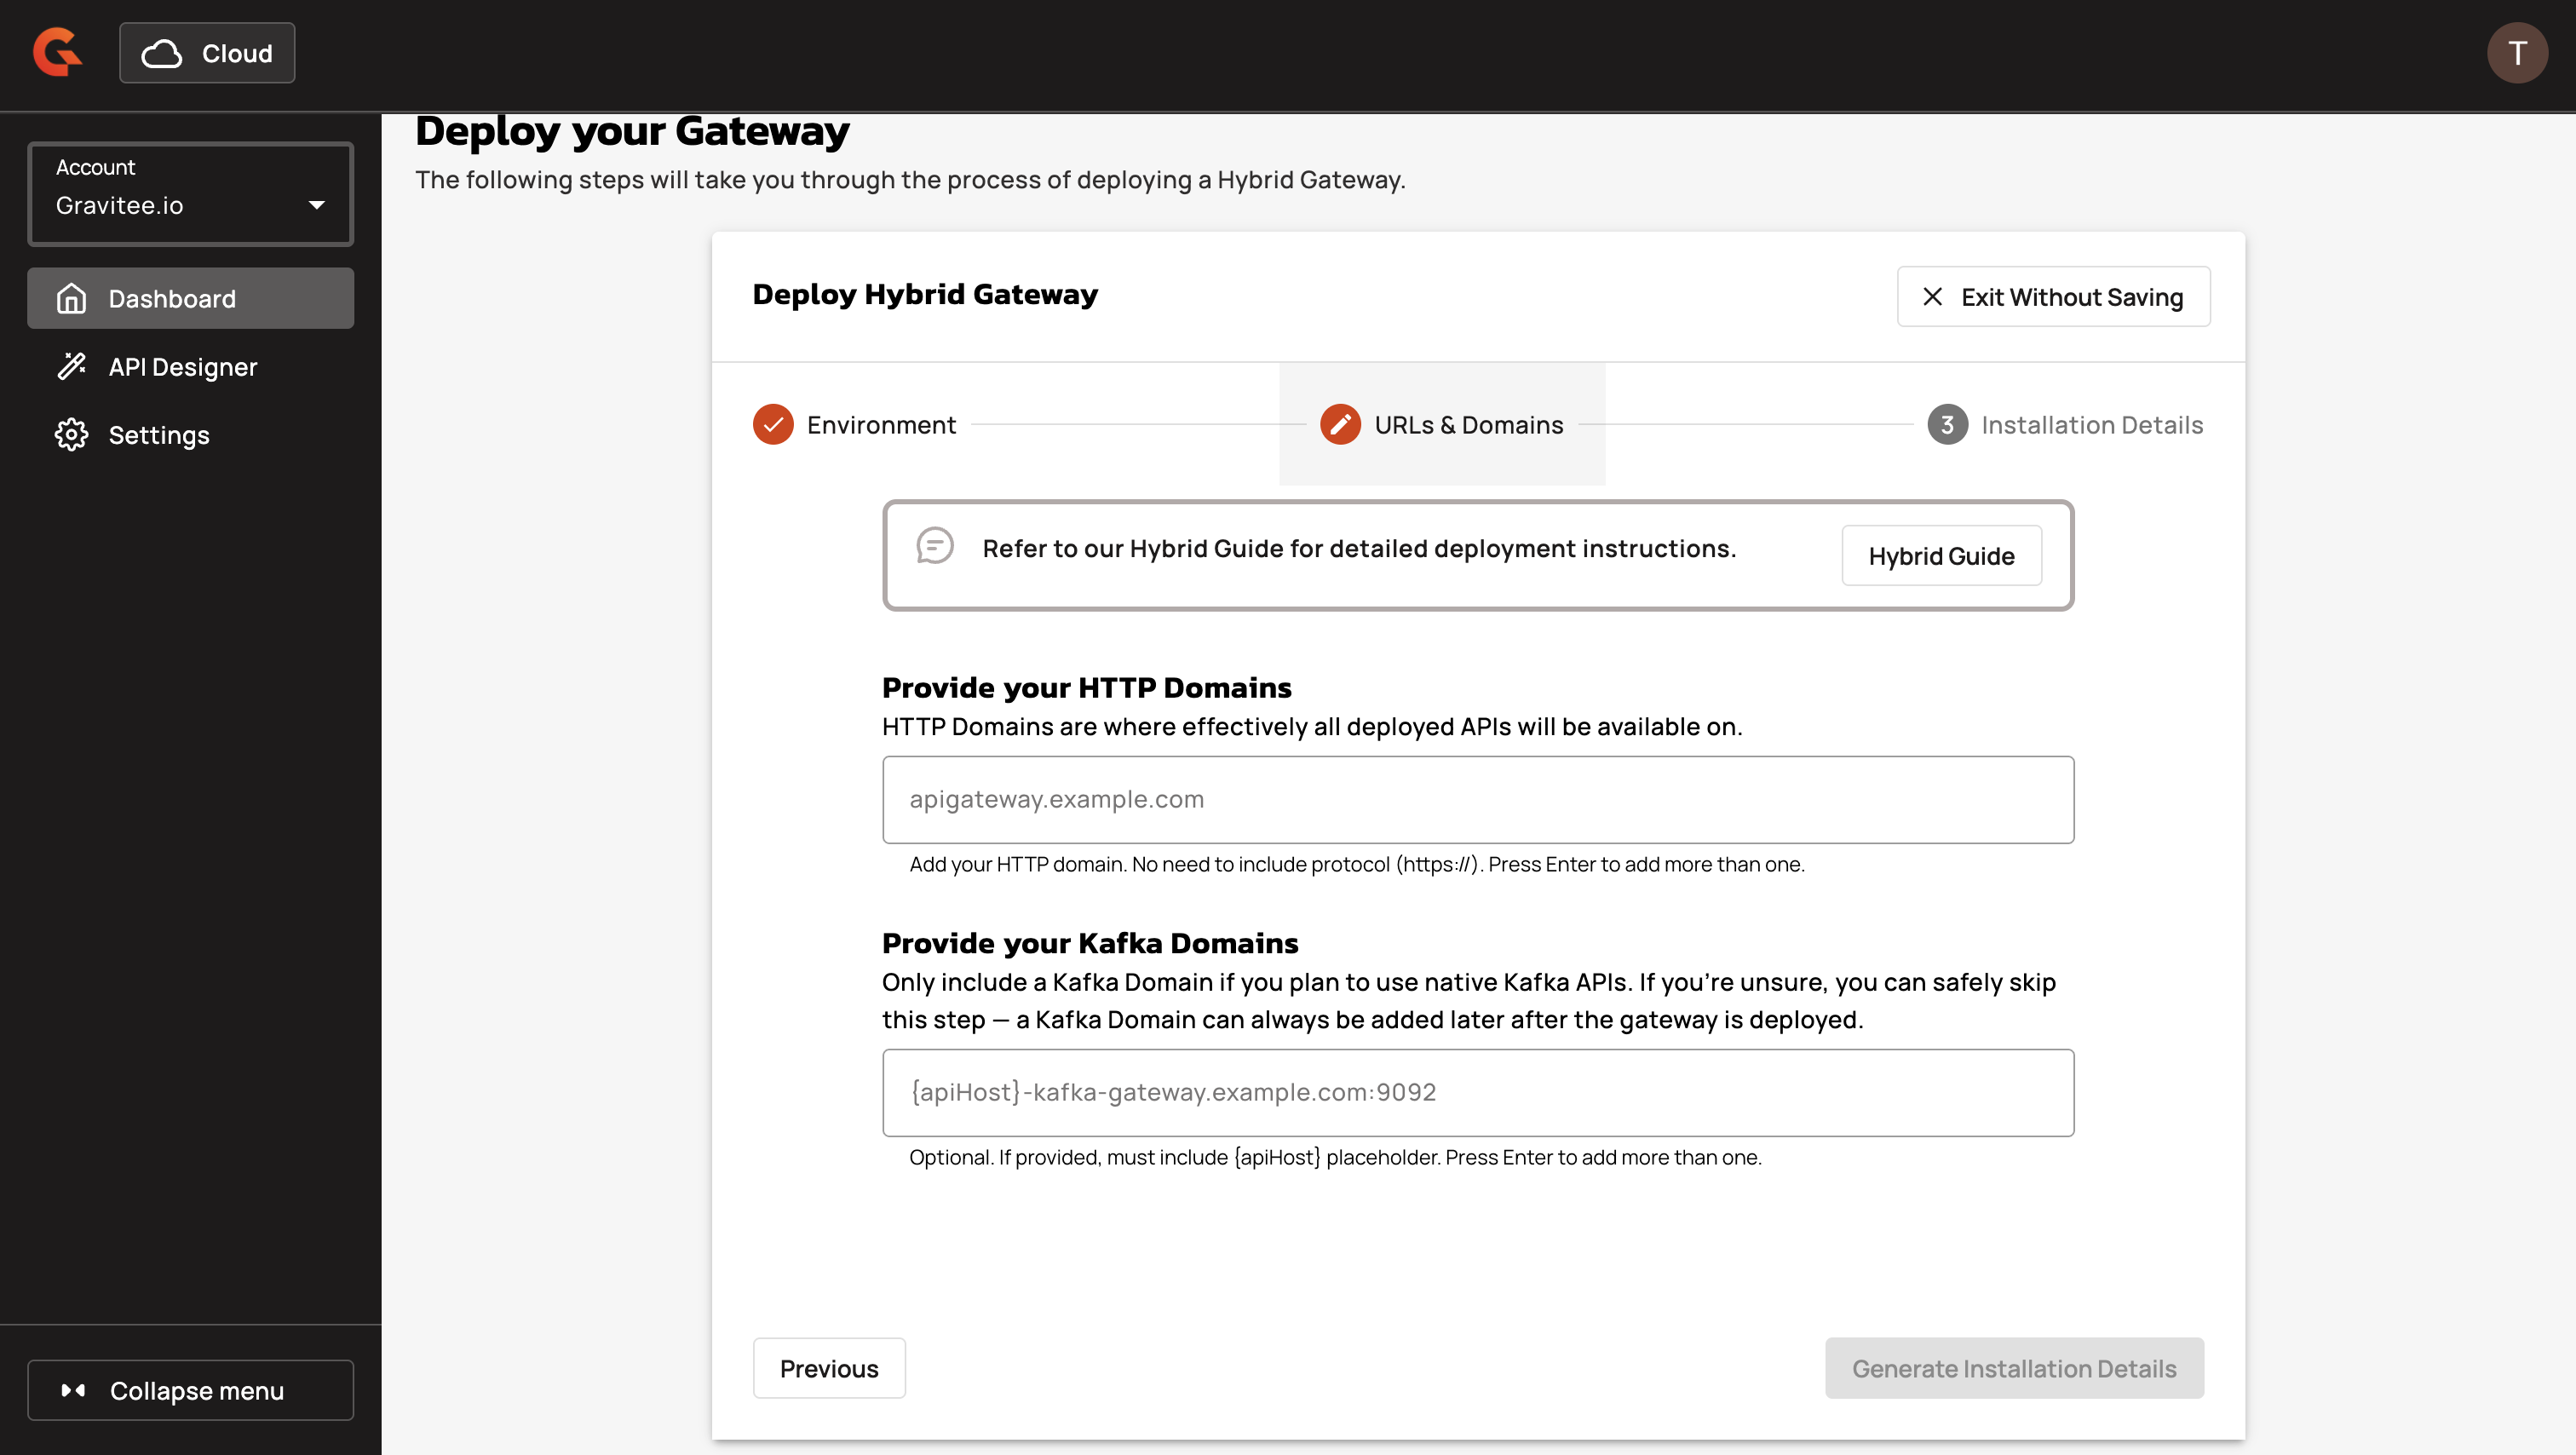 Cloud
T
Account
Gravitee.io
Dashboard
API Designer
Settings
Collapse menu
Deploy your Gateway
The following steps will take you through the process of deploying a Hybrid Gateway.
Deploy Hybrid Gateway
Exit Without Saving
Environment
URLs & Domains
3 Installation Details
Refer to our Hybrid Guide for detailed deployment instructions.
Hybrid Guide
Provide your HTTP Domains
HTTP Domains are where effectively all deployed APIs will be available on.
apigateway.example.com
Add your HTTP domain. No need to include protocol (https://). Press Enter to add more than one.
Provide your Kafka Domains
Only include a Kafka Domain if you plan to use native Kafka APIs. If you’re unsure, you can safely skip
this step — a Kafka Domain can always be added later after the gateway is deployed.
{apiHost}-kafka-gateway.example.com:9092
Optional. If provided, must include {apiHost} placeholder. Press Enter to add more than one.
Previous
Generate Installation Details